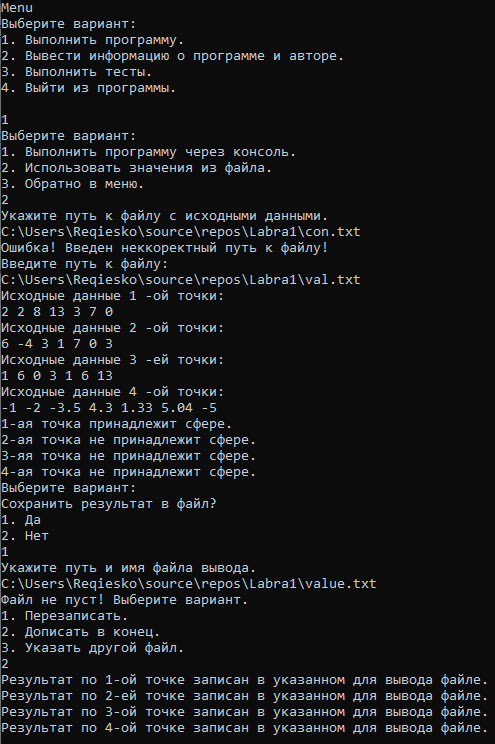 Menu
Выберите вариант:
1. Выполнить программу.
2. Вывести информацию о программе и авторе.
3. Выполнить тесты.
4. Выйти из программы.
1
Выберите вариант:
1. Выполнить программу через консоль.
2. Использовать значения из файла.
3. Обратно в меню.
2
Укажите путь к файлу с исходными данными.
C:\Users\Reqiesko\source\repos\Labra1\con.txt
Ошибка! Введен неккоректный путь к файлу!
Введите путь к файлу:
C:\Users\Reqiesko\source\repos\Labra1\val.txt
Исходные данные 1 -ой точки:
2 2 8 13 3 7 0
Исходные данные 2 -ой точки:
6 -4 3 1 7 0 3
Исходные данные 3 -ей точки:
1 6 0 3 1 6 13
Исходные данные 4 -ой точки:
-1 -2 -3.5 4.3 1.33 5.04 -5
1-ая точка принадлежит сфере.
2-ая точка не принадлежит сфере.
3-яя точка не принадлежит сфере.
4-ая точка не принадлежит сфере.
Выберите вариант:
Сохранить результат в файл?
1. Да
2. Нет
1
Укажите путь и имя файла вывода.
C:\Users\Reqiesko\source\repos\Labra1\value.txt
Файл не пуст! Выберите вариант.
1. Перезаписать.
2. Дописать в конец.
3. Указать другой файл.
2
Результат по 1-ой точке записан в указанном для вывода файле.
Результат по 2-ей точке записан в указанном для вывода файле.
Результат по 3-ой точке записан в указанном для вывода файле.
Результат по 4-ой точке записан в указанном для вывода файле.